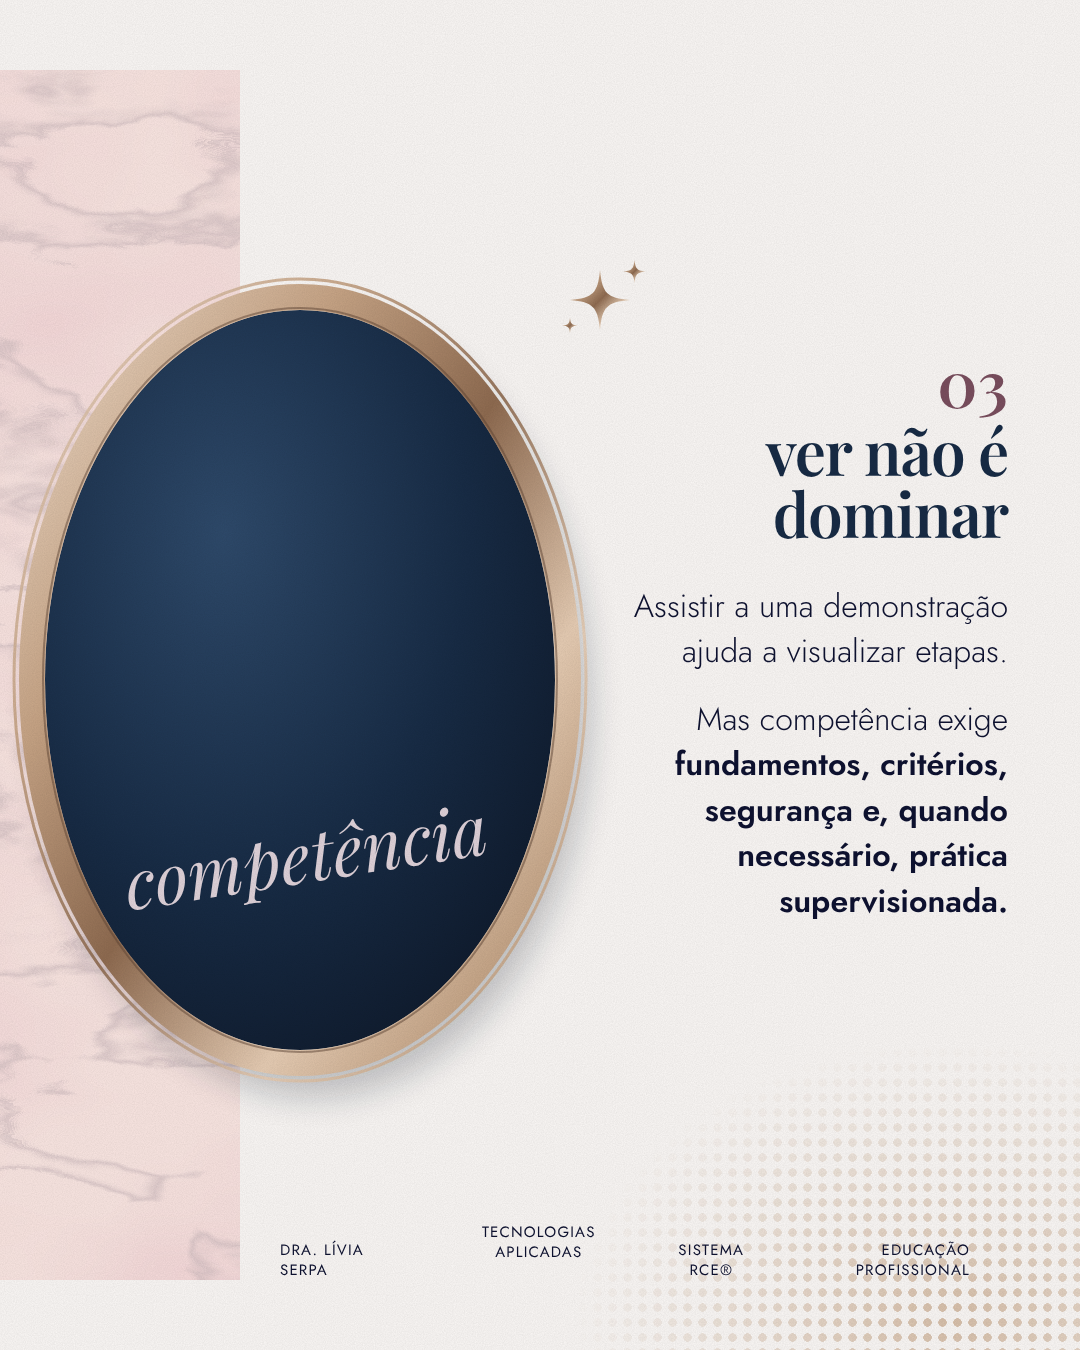 03
ver não é
dominar
Assistir a uma demonstração
ajuda a visualizar etapas.
Mas competência exige
fundamentos, critérios,
segurança e, quando
necessário, prática
supervisionada.
competência
DRA. LÍVIA
SERPA
TECNOLOGIAS
APLICADAS
SISTEMA
RCE®
EDUCAÇÃO
PROFISSIONAL